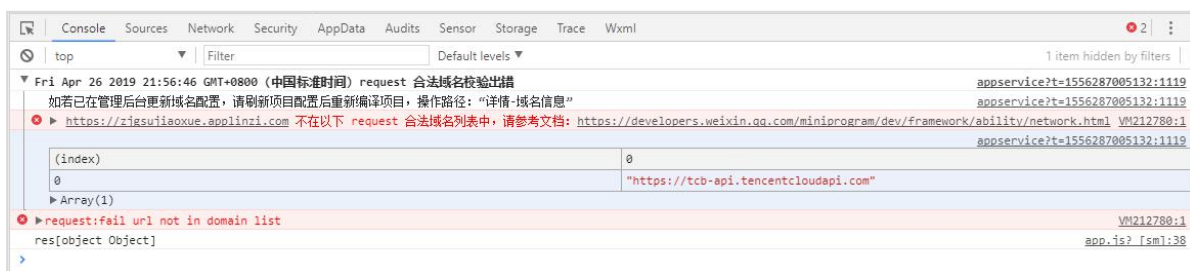 Console Sources Network Security AppData Audits Sensor Storage Trace Wxml 2
top Filter Default levels 1 item hidden by filters
Fri Apr 26 2019 21:56:46 GMT+0800 (中国标准时间) request 合法域名校验出错 appservice?t=1556287005132:1119
如若已在管理后台更新域名配置，请刷新项目配置后重新编译项目，操作路径：“详情-域名信息” appservice?t=1556287005132:1119
https://zjgsujiaoxue.applinzi.com 不在以下 request 合法域名列表中，请参考文档：https://developers.weixin.qq.com/miniprogram/dev/framework/ability/network.html VM212780:1
appservice?t=1556287005132:1119
(index) 0
0 "https://tcb-api.tencentcloudapi.com"
Array(1)
request:fail url not in domain list VM212780:1
res[object Object] app.js? [sm]:38